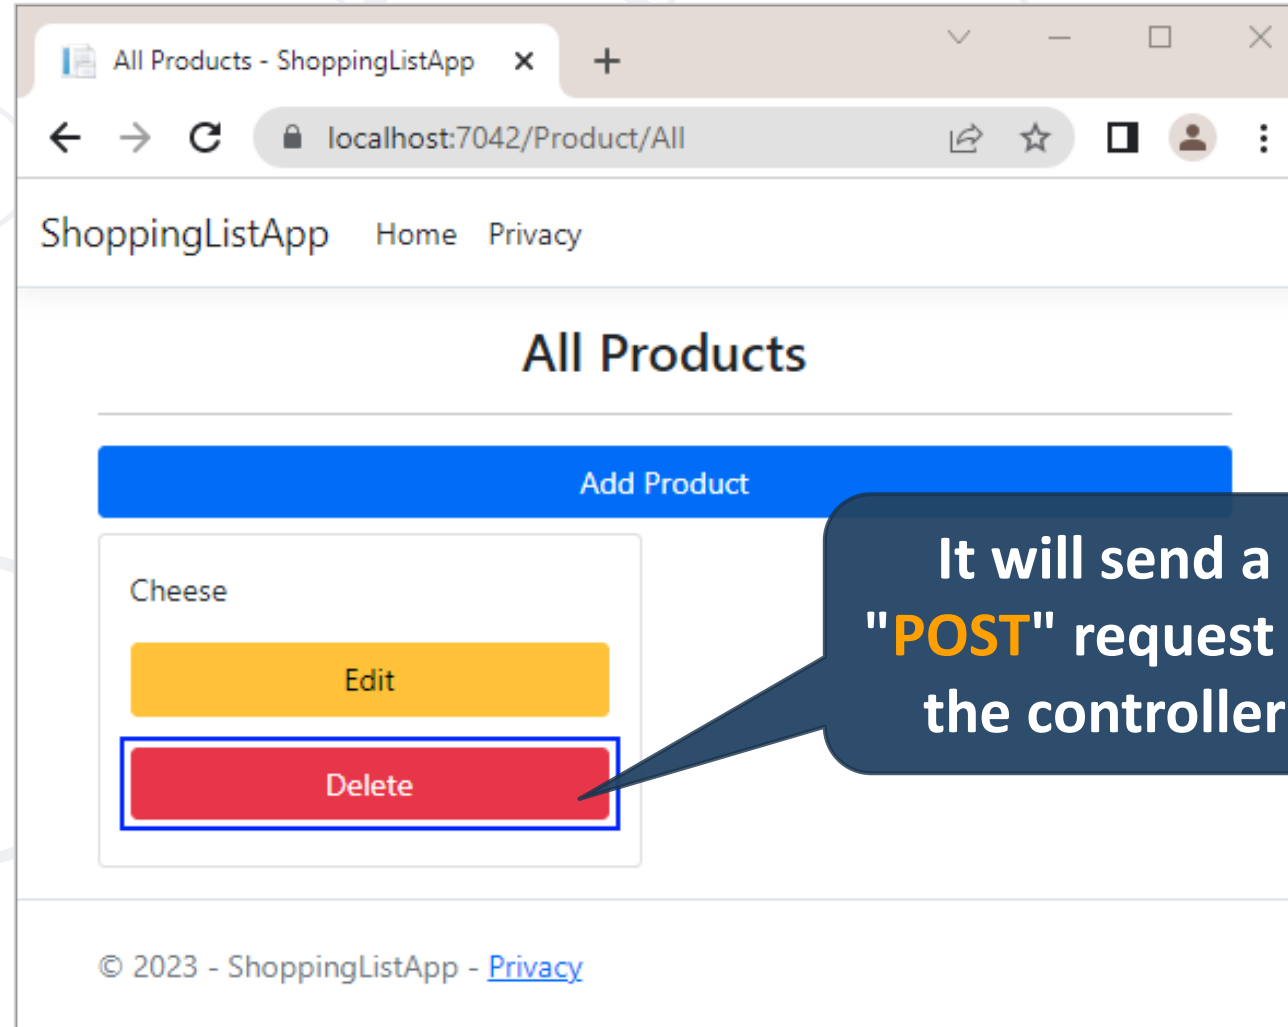 All Products - ShoppingListApp
localhost:7042/Product/All
ShoppingListApp Home Privacy
All Products
Add Product
Cheese
Edit
Delete
It will send a
"POST" request
the controller
© 2023 - ShoppingListApp - Privacy